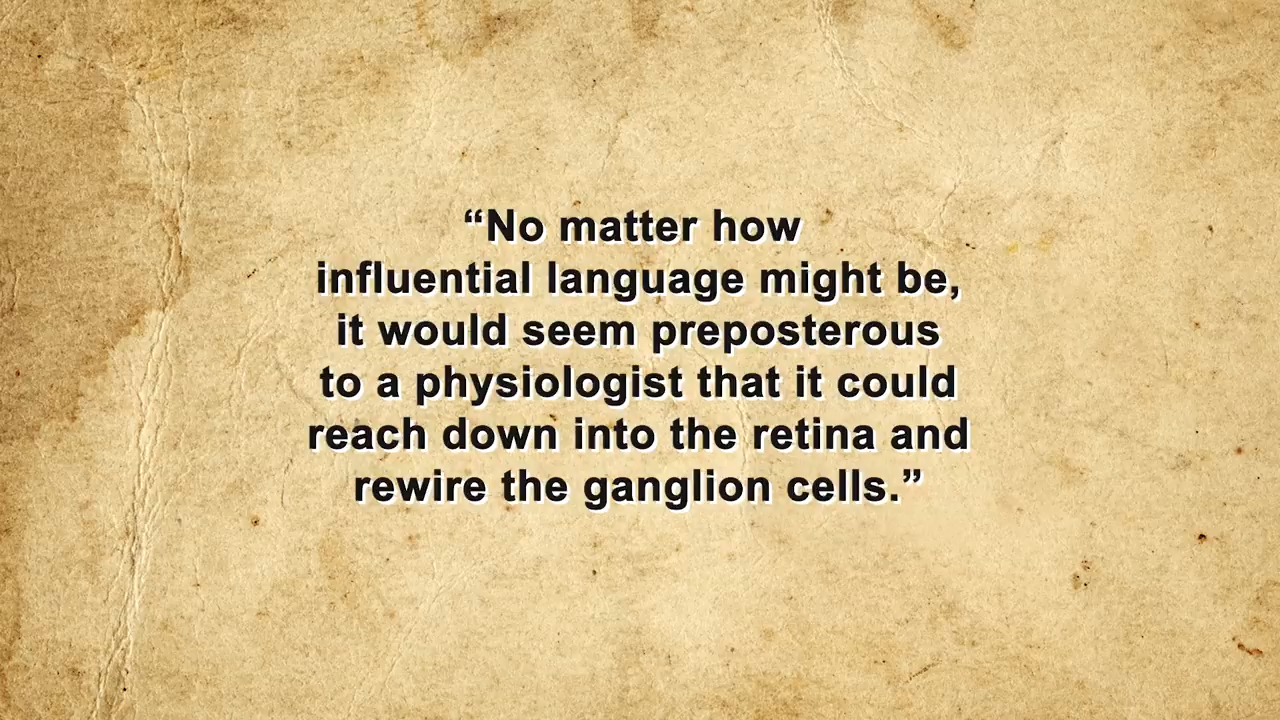 “No matter how
influential language might be,
it would seem preposterous
to a physiologist that it could
reach down into the retina and
rewire the ganglion cells.”